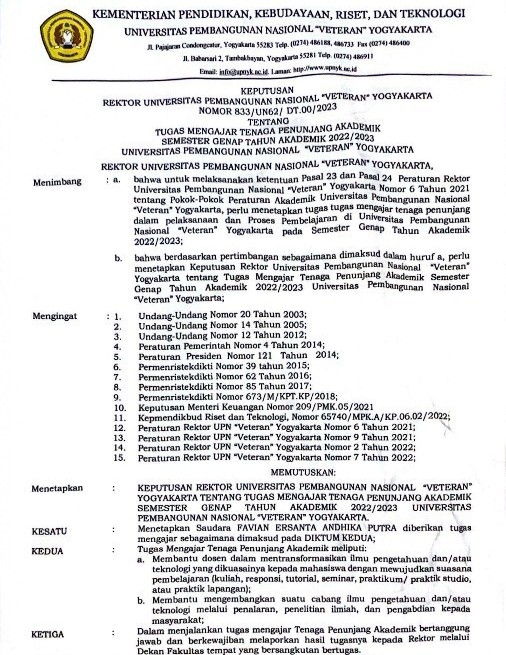 KEMENTERIAN PENDIDIKAN, KEBUDAYAAN, RISET, DAN TEKNOLOGI
UNIVERSITAS PEMBANGUNAN NASIONAL "VETERAN" YOGYAKARTA
Jl. Pajajaran Condongcatur, Yogyakarta 55283 Telp. (0274) 486188, 486733 Fax (0274) 486400
Jl. Babarsari 2, Tambakbayan, Yogyakarta 55281 Telp. (0274) 486911
Email: info@upnyk.ac.id. Laman: http://www.upnyk.ac.id
KEPUTUSAN
REKTOR UNIVERSITAS PEMBANGUNAN NASIONAL "VETERAN" YOGYAKARTA
NOMOR 833/UN62/ DT.00/2023
TENTANG
TUGAS MENGAJAR TENAGA PENUNJANG AKADEMIK
SEMESTER GENAP TAHUN AKADEMIK 2022/2023
UNIVERSITAS PEMBANGUNAN NASIONAL "VETERAN" YOGYAKARTA
REKTOR UNIVERSITAS PEMBANGUNAN NASIONAL "VETERAN" YOGYAKARTA,
Menimbang : a. bahwa untuk melaksanakan ketentuan Pasal 23 dan Pasal 24 Peraturan Rektor
Universitas Pembangunan Nasional "Veteran" Yogyakarta Nomor 6 Tahun 2021
tentang Pokok-Pokok Peraturan Akademik Universitas Pembangunan Nasional
"Veteran" Yogyakarta, perlu menetapkan tugas tugas mengajar tenaga penunjang
dalam pelaksanaan dan Proses Pembelajaran di Universitas Pembangunan
Nasional "Veteran" Yogyakarta pada Semester Genap Tahun Akademik
2022/2023;
b. bahwa berdasarkan pertimbangan sebagaimana dimaksud dalam huruf a, perlu
menetapkan Keputusan Rektor Universitas Pembangunan Nasional "Veteran"
Yogyakarta tentang Tugas Mengajar Tenaga Penunjang Akademik Semester
Genap Tahun Akademik 2022/2023 Universitas Pembangunan Nasional
"Veteran" Yogyakarta;
Mengingat : 1. Undang-Undang Nomor 20 Tahun 2003;
2. Undang-Undang Nomor 14 Tahun 2005;
3. Undang-Undang Nomor 12 Tahun 2012;
4. Peraturan Pemerintah Nomor 4 Tahun 2014;
5. Peraturan Presiden Nomor 121 Tahun 2014;
6. Permenristekdikti Nomor 39 tahun 2015;
7. Permenristekdikti Nomor 62 Tahun 2016;
8. Permenristekdikti Nomor 85 Tahun 2017;
9. Permenristekdikti Nomor 673/M/KPT.KP/2018;
10. Keputusan Menteri Keuangan Nomor 209/PMK.05/2021
11. Kepmendikbud Riset dan Teknologi, Nomor 65740/MPK.A/KP.06.02/2022;
12. Peraturan Rektor UPN "Veteran" Yogyakarta Nomor 6 Tahun 2021;
13. Peraturan Rektor UPN "Veteran" Yogyakarta Nomor 9 Tahun 2021;
14. Peraturan Rektor UPN "Veteran" Yogyakarta Nomor 2 Tahun 2022;
15. Peraturan Rektor UPN "Veteran" Yogyakarta Nomor 7 Tahun 2022;
MEMUTUSKAN:
Menetapkan : KEPUTUSAN REKTOR UNIVERSITAS PEMBANGUNAN NASIONAL "VETERAN"
YOGYAKARTA TENTANG TUGAS MENGAJAR TENAGA PENUNJANG AKADEMIK
SEMESTER GENAP TAHUN AKADEMIK 2022/2023 UNIVERSITAS
PEMBANGUNAN NASIONAL "VETERAN" YOGYAKARTA.
KESATU : Menetapkan Saudara FAVIAN ERSANTA ANDHIKA PUTRA diberikan tugas
mengajar sebagaimana dimaksud pada DIKTUM KEDUA;
KEDUA : Tugas Mengajar Tenaga Penunjang Akademik meliputi:
a. Membantu dosen dalam mentransformasikan ilmu pengetahuan dan/atau
teknologi yang dikuasainya kepada mahasiswa dengan mewujudkan suasana
pembelajaran (kuliah, responsi, tutorial, seminar, praktikum/ praktik studio,
atau praktik lapangan);
b. Membantu mengembangkan suatu cabang ilmu pengetahuan dan/atau
teknologi melalui penalaran, penelitian ilmiah, dan pengabdian kepada
masyarakat;
KETIGA : Dalam menjalankan tugas mengajar Tenaga Penunjang Akademik bertanggung
jawab dan berkewajiban melaporkan hasil tugasnya kepada Rektor melalui
Dekan Fakultas tempat yang bersangkutan bertugas.